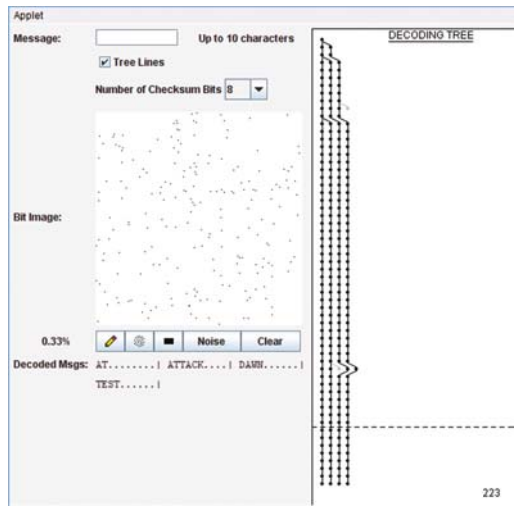 Applet
Message:
Up to 10 characters
Tree Lines
Number of Checksum Bits 8
Bit Image:
0.33%
Noise
Clear
Decoded Msgs: AT........| ATTACK....| DAWN......|
TEST......|
DECODING TREE
223